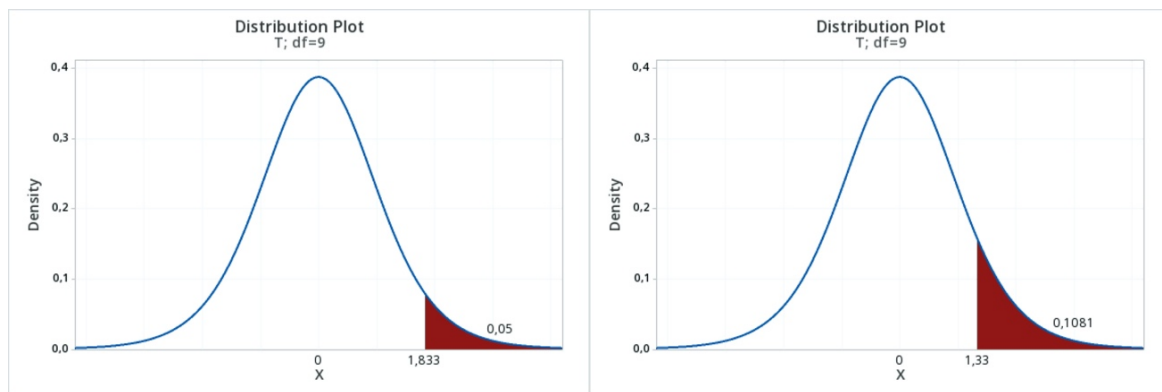 Distribution Plot
T; df=9
0,4
0,3
0,2
0,1
0,0
Density
0,05
0
1,833
X
Distribution Plot
T; df=9
0,4
0,3
0,2
0,1
0,0
Density
0,1081
0
1,33
X